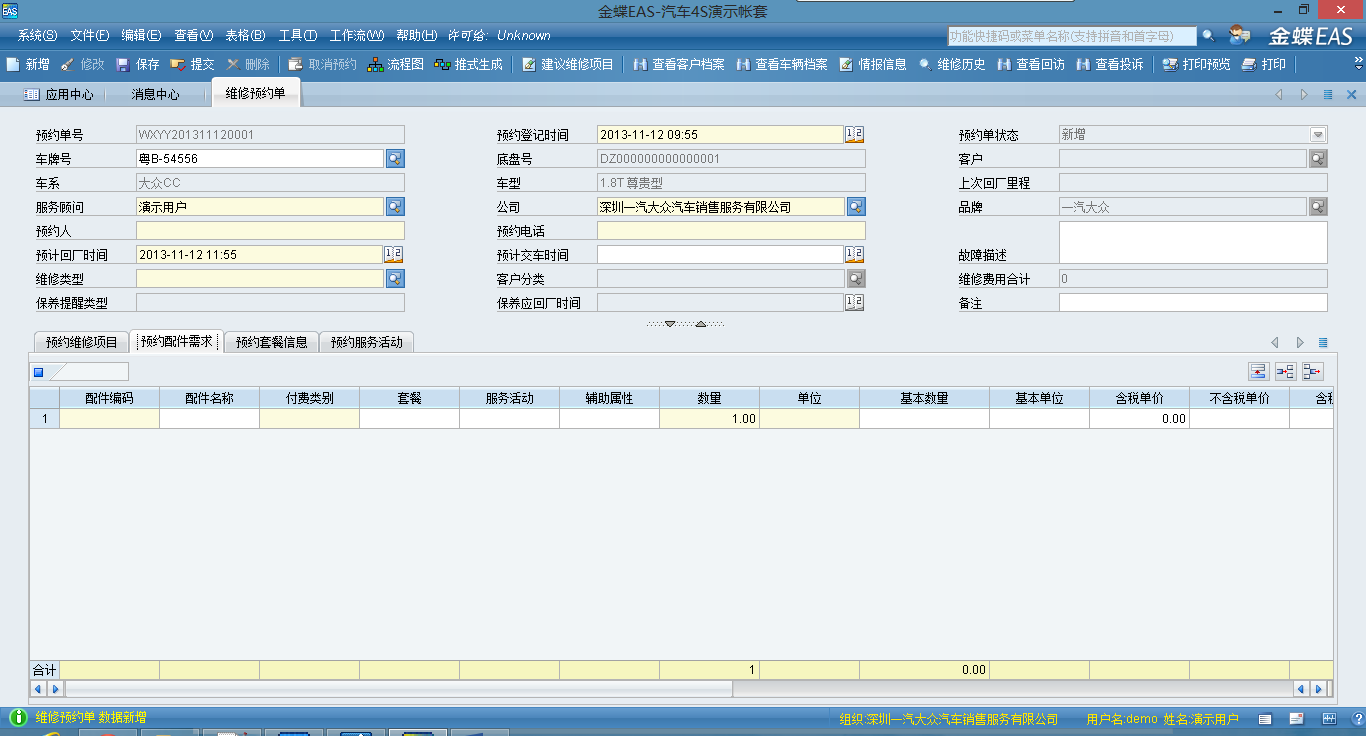 EAS 金蝶EAS-汽车4S演示帐套
系统(S) 文件(F) 编辑(E) 查看(V) 表格(B) 工具(T) 工作流(W) 帮助(H) 许可给: Unknown 功能快捷码或菜单名称(支持拼音和首字母) 金蝶EAS
新增 修改 保存 提交 删除 取消预约 流程图 推式生成 建议维修项目 查看客户档案 查看车辆档案 情报信息 维修历史 查看回访 查看投诉 打印预览 打印
应用中心 消息中心 维修预约单
预约单号 WXYY201311120001 预约登记时间 2013-11-12 09:55 预约单状态 新增
车牌号 粤B-54556 底盘号 DZ000000000000001 客户
车系 大众CC 车型 1.8T 尊贵型 上次回厂里程
服务顾问 演示用户 公司 深圳一汽大众汽车销售服务有限公司 品牌 一汽大众
预约人 预约电话
预计回厂时间 2013-11-12 11:55 预计交车时间 故障描述
维修类型 客户分类 维修费用合计 0
保养提醒类型 保养应回厂时间 备注
预约维修项目 预约配件需求 预约套餐信息 预约服务活动
配件编码 配件名称 付费类别 套餐 服务活动 辅助属性 数量 单位 基本数量 基本单位 含税单价 不含税单价
1 1.00 0.00
合计 1 0.00
维修预约单 数据新增 组织:深圳一汽大众汽车销售服务有限公司 用户名:demo 姓名:演示用户